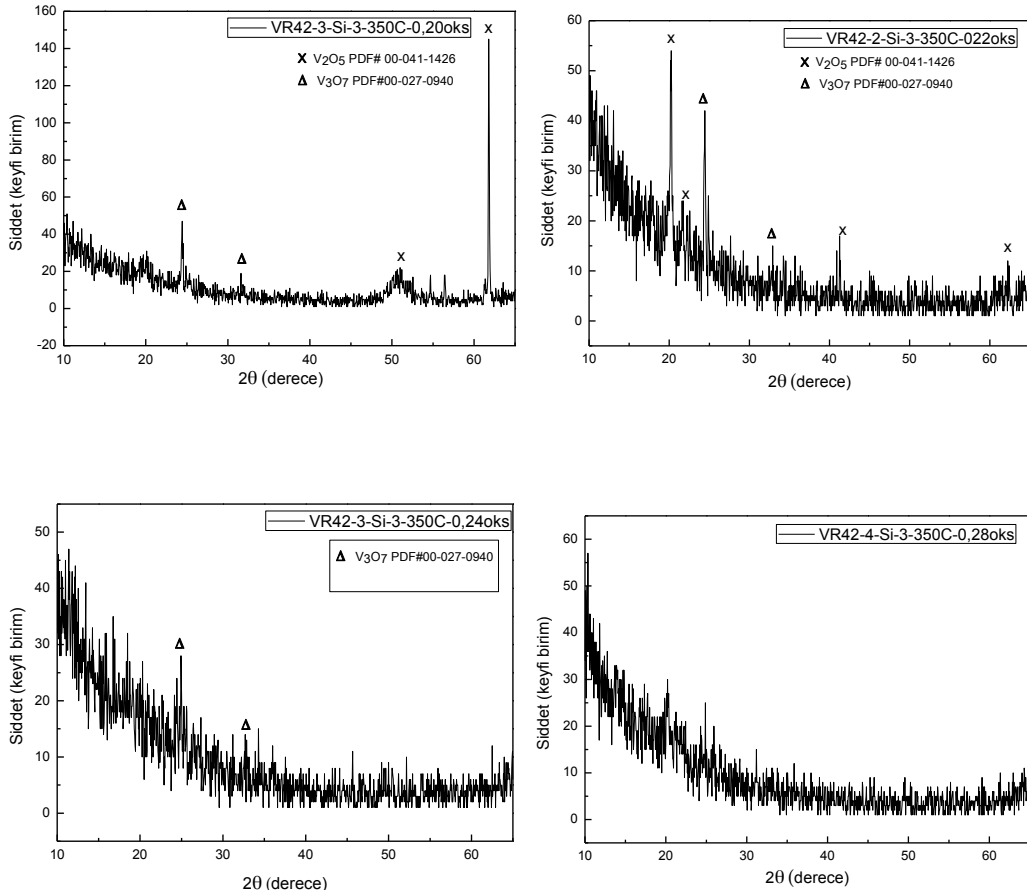 VR42-3-Si-3-350C-0,20oks
x V2O5 PDF# 00-041-1426
Δ V3O7 PDF#00-027-0940
Siddet (keyfi birim)
160
140
120
100
80
60
40
20
0
-20
x
Δ
Δ
x
10 20 30 40 50 60
2θ (derece)
VR42-2-Si-3-350C-022oks
x V2O5 PDF# 00-041-1426
Δ V3O7 PDF#00-027-0940
Siddet (keyfi birim)
60
50
40
30
20
10
0
x
Δ
x
Δ
x
x
10 20 30 40 50 60
2θ (derece)
VR42-3-Si-3-350C-0,24oks
Δ V3O7 PDF#00-027-0940
Siddet (keyfi birim)
50
40
30
20
10
0
Δ
Δ
10 20 30 40 50 60
2θ (derece)
VR42-4-Si-3-350C-0,28oks
Siddet (keyfi birim)
60
50
40
30
20
10
0
10 20 30 40 50 60
2θ (derece)